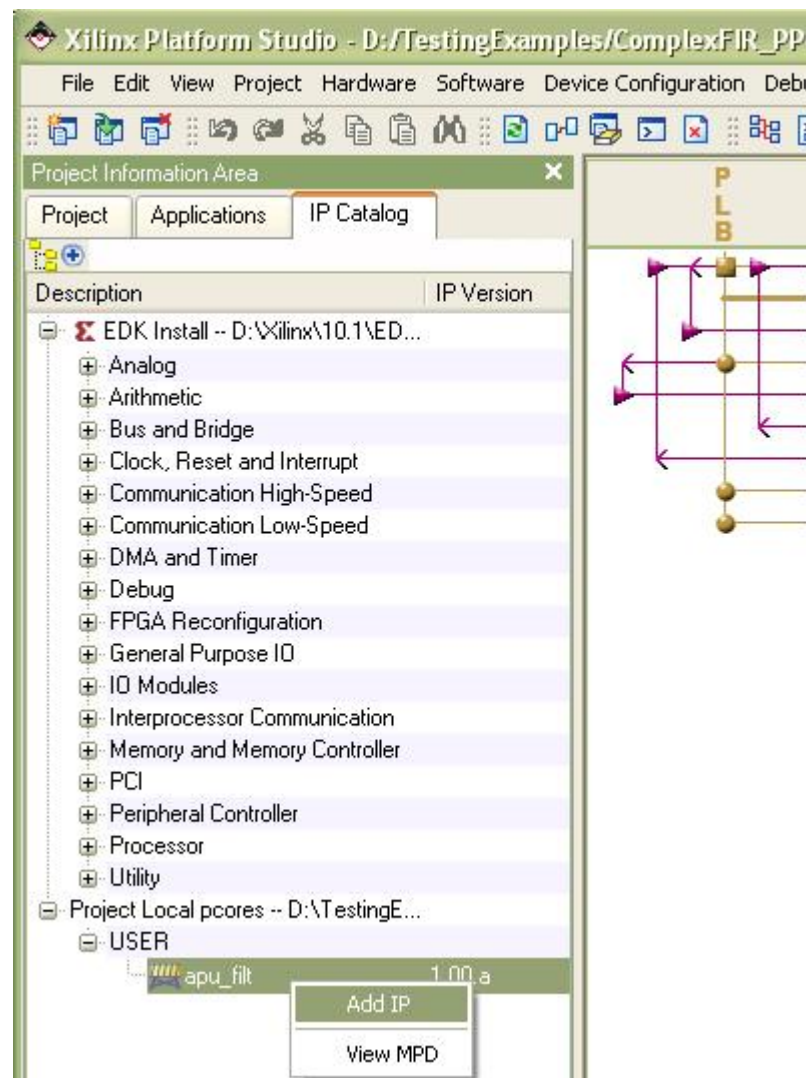 Xilinx Platform Studio - D:/TestingExamples/ComplexFIR_PP
File Edit View Project Hardware Software Device Configuration Debu
Project Information Area
Project Applications IP Catalog
Description IP Version
EDK Install -- D:\Xilinx\10.1\ED...
Analog
Arithmetic
Bus and Bridge
Clock, Reset and Interrupt
Communication High-Speed
Communication Low-Speed
DMA and Timer
Debug
FPGA Reconfiguration
General Purpose IO
IO Modules
Interprocessor Communication
Memory and Memory Controller
PCI
Peripheral Controller
Processor
Utility
Project Local pcores -- D:\TestingE...
USER
apu_filt 1.00.a
Add IP
View MPD
P
L
B